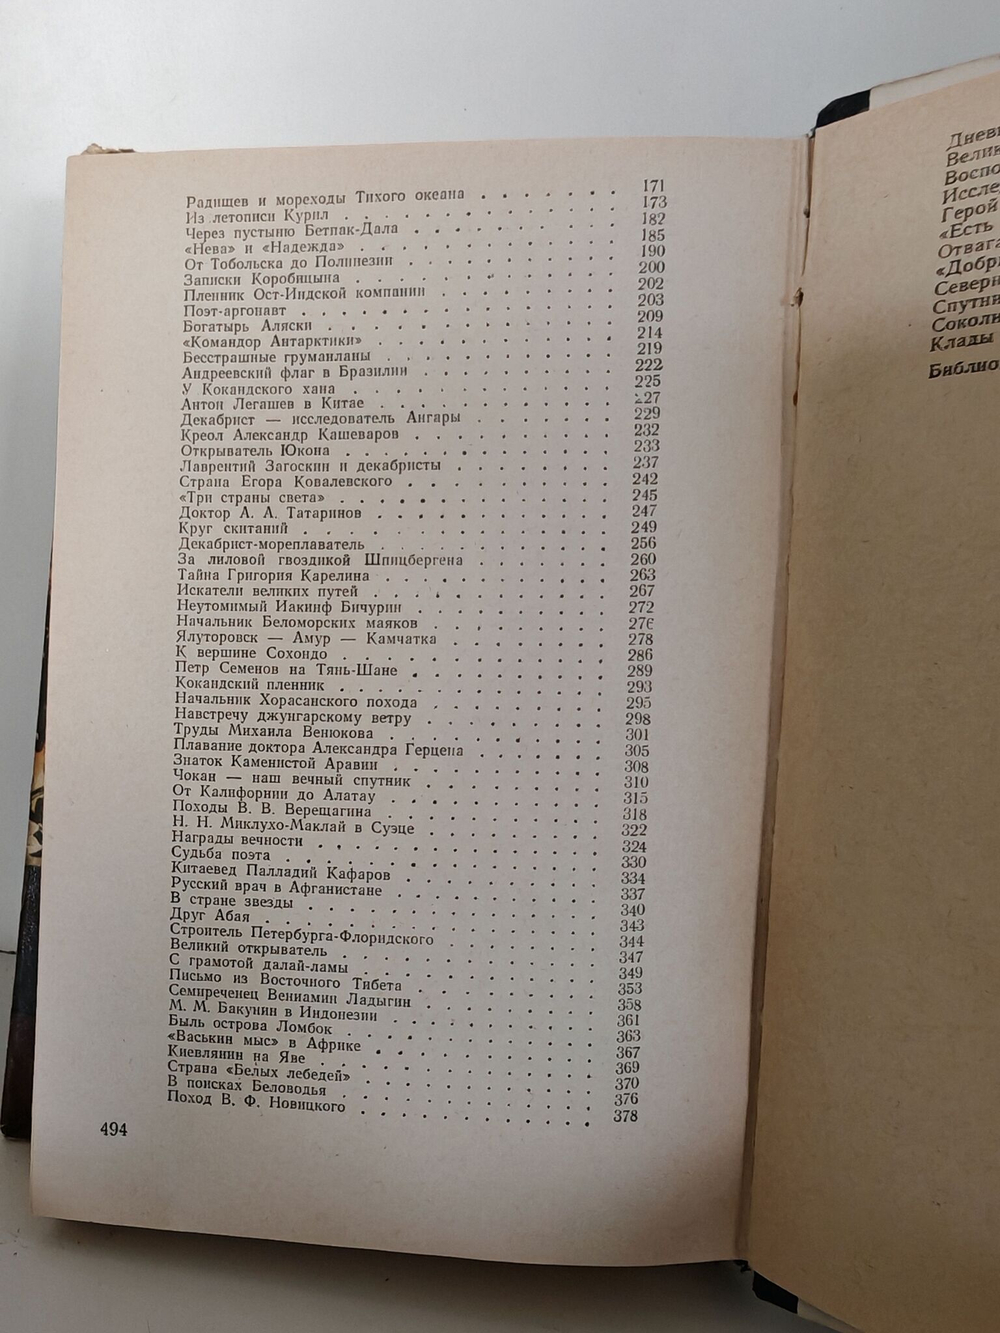 Радищев и мореходы Тихого океана . . . . . . . 171
Из летописи Курил . . . . . . . . . . . . 173
Через пустыню Бетпак-Дала . . . . . . . . . 182
«Нева» и «Надежда» . . . . . . . . . . . 185
От Тобольска до Полинезии . . . . . . . . . 190
Записки Коробицына . . . . . . . . . . . 200
Пленник Ост-Индской компании . . . . . . . . 202
Поэт-аргонавт . . . . . . . . . . . . . 203
Богатырь Аляски . . . . . . . . . . . . 209
«Командор Антарктики» . . . . . . . . . . 214
Бесстрашные груманланы . . . . . . . . . . 219
Андреевский флаг в Бразилии . . . . . . . . . 222
У Кокандского хана . . . . . . . . . . . 225
Антон Легашев в Китае . . . . . . . . . . 227
Декабрист — исследователь Ангары . . . . . . . 229
Креол Александр Кашеваров . . . . . . . . . 232
Открыватель Юкона . . . . . . . . . . . 233
Лаврентий Загоскин и декабристы . . . . . . . . 237
Страна Егора Ковалевского . . . . . . . . . 242
«Три страны света» . . . . . . . . . . . 245
Доктор А. А. Татаринов . . . . . . . . . . 247
Круг скитаний . . . . . . . . . . . . . 249
Декабрист-мореплаватель . . . . . . . . . . 256
За лиловой гвоздикой Шпицбергена . . . . . . . 260
Тайна Григория Карелина . . . . . . . . . . 263
Искатели великих путей . . . . . . . . . . 267
Неутомимый Иакинф Бичурин . . . . . . . . . 272
Начальник Беломорских маяков . . . . . . . . 276
Ялуторовск — Амур — Камчатка . . . . . . . . 278
К вершине Сохондо . . . . . . . . . . . 286
Петр Семенов на Тянь-Шане . . . . . . . . . 289
Кокандский пленник . . . . . . . . . . . 293
Начальник Хорасанского похода . . . . . . . . 295
Навстречу джунгарскому ветру . . . . . . . . 298
Труды Михаила Венюкова . . . . . . . . . . 301
Плавание доктора Александра Герцена . . . . . . 305
Знаток Каменистой Аравии . . . . . . . . . 308
Чокан — наш вечный спутник . . . . . . . . 310
От Калифорнии до Алатау . . . . . . . . . 315
Походы В. В. Верещагина . . . . . . . . . 318
Н. Н. Миклухо-Маклай в Суэце . . . . . . . . 322
Награды вечности . . . . . . . . . . . . 324
Судьба поэта . . . . . . . . . . . . . 330
Китаевед Палладий Кафаров . . . . . . . . . 334
Русский врач в Афганистане . . . . . . . . . 337
В стране звезды . . . . . . . . . . . . 340
Друг Абая . . . . . . . . . . . . . . 343
Строитель Петербурга-Флоридского . . . . . . . 344
Великий открыватель . . . . . . . . . . . 347
С грамотой далай-ламы . . . . . . . . . . 349
Письмо из Восточного Тибета . . . . . . . . 353
Семиреченец Вениамин Ладыгин . . . . . . . . 358
М. М. Бакунин в Индонезии . . . . . . . . . 361
Быль острова Ломбок . . . . . . . . . . 363
«Васькин мыс» в Африке . . . . . . . . . 367
Киевлянин на Яве . . . . . . . . . . . 369
Страна «Белых лебедей» . . . . . . . . . 370
В поисках Беловодья . . . . . . . . . . 376
Поход В. Ф. Новицкого . . . . . . . . . 378
494
Герой
«Есть
Клады